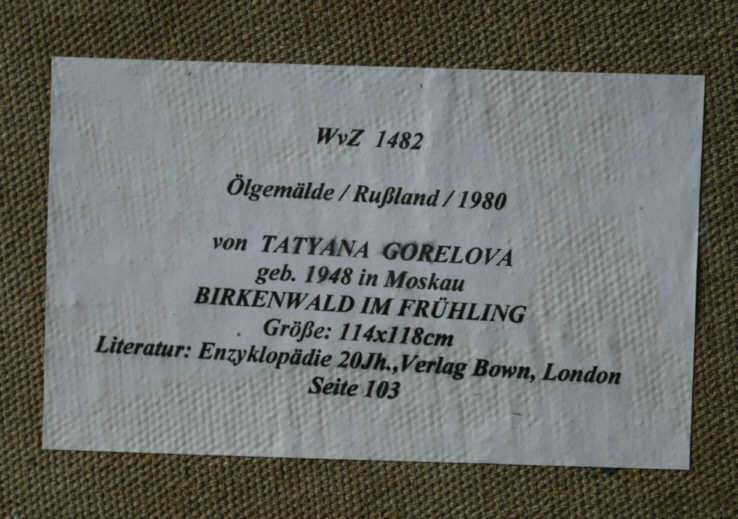 WvZ 1482
Ölgemälde / Rußland / 1980
von TATYANA GORELOVA
geb. 1948 in Moskau
BIRKENWALD IM FRÜHLING
Größe: 114x118cm
Literatur: Enzyklopädie 20Jh.,Verlag Bown, London
Seite 103